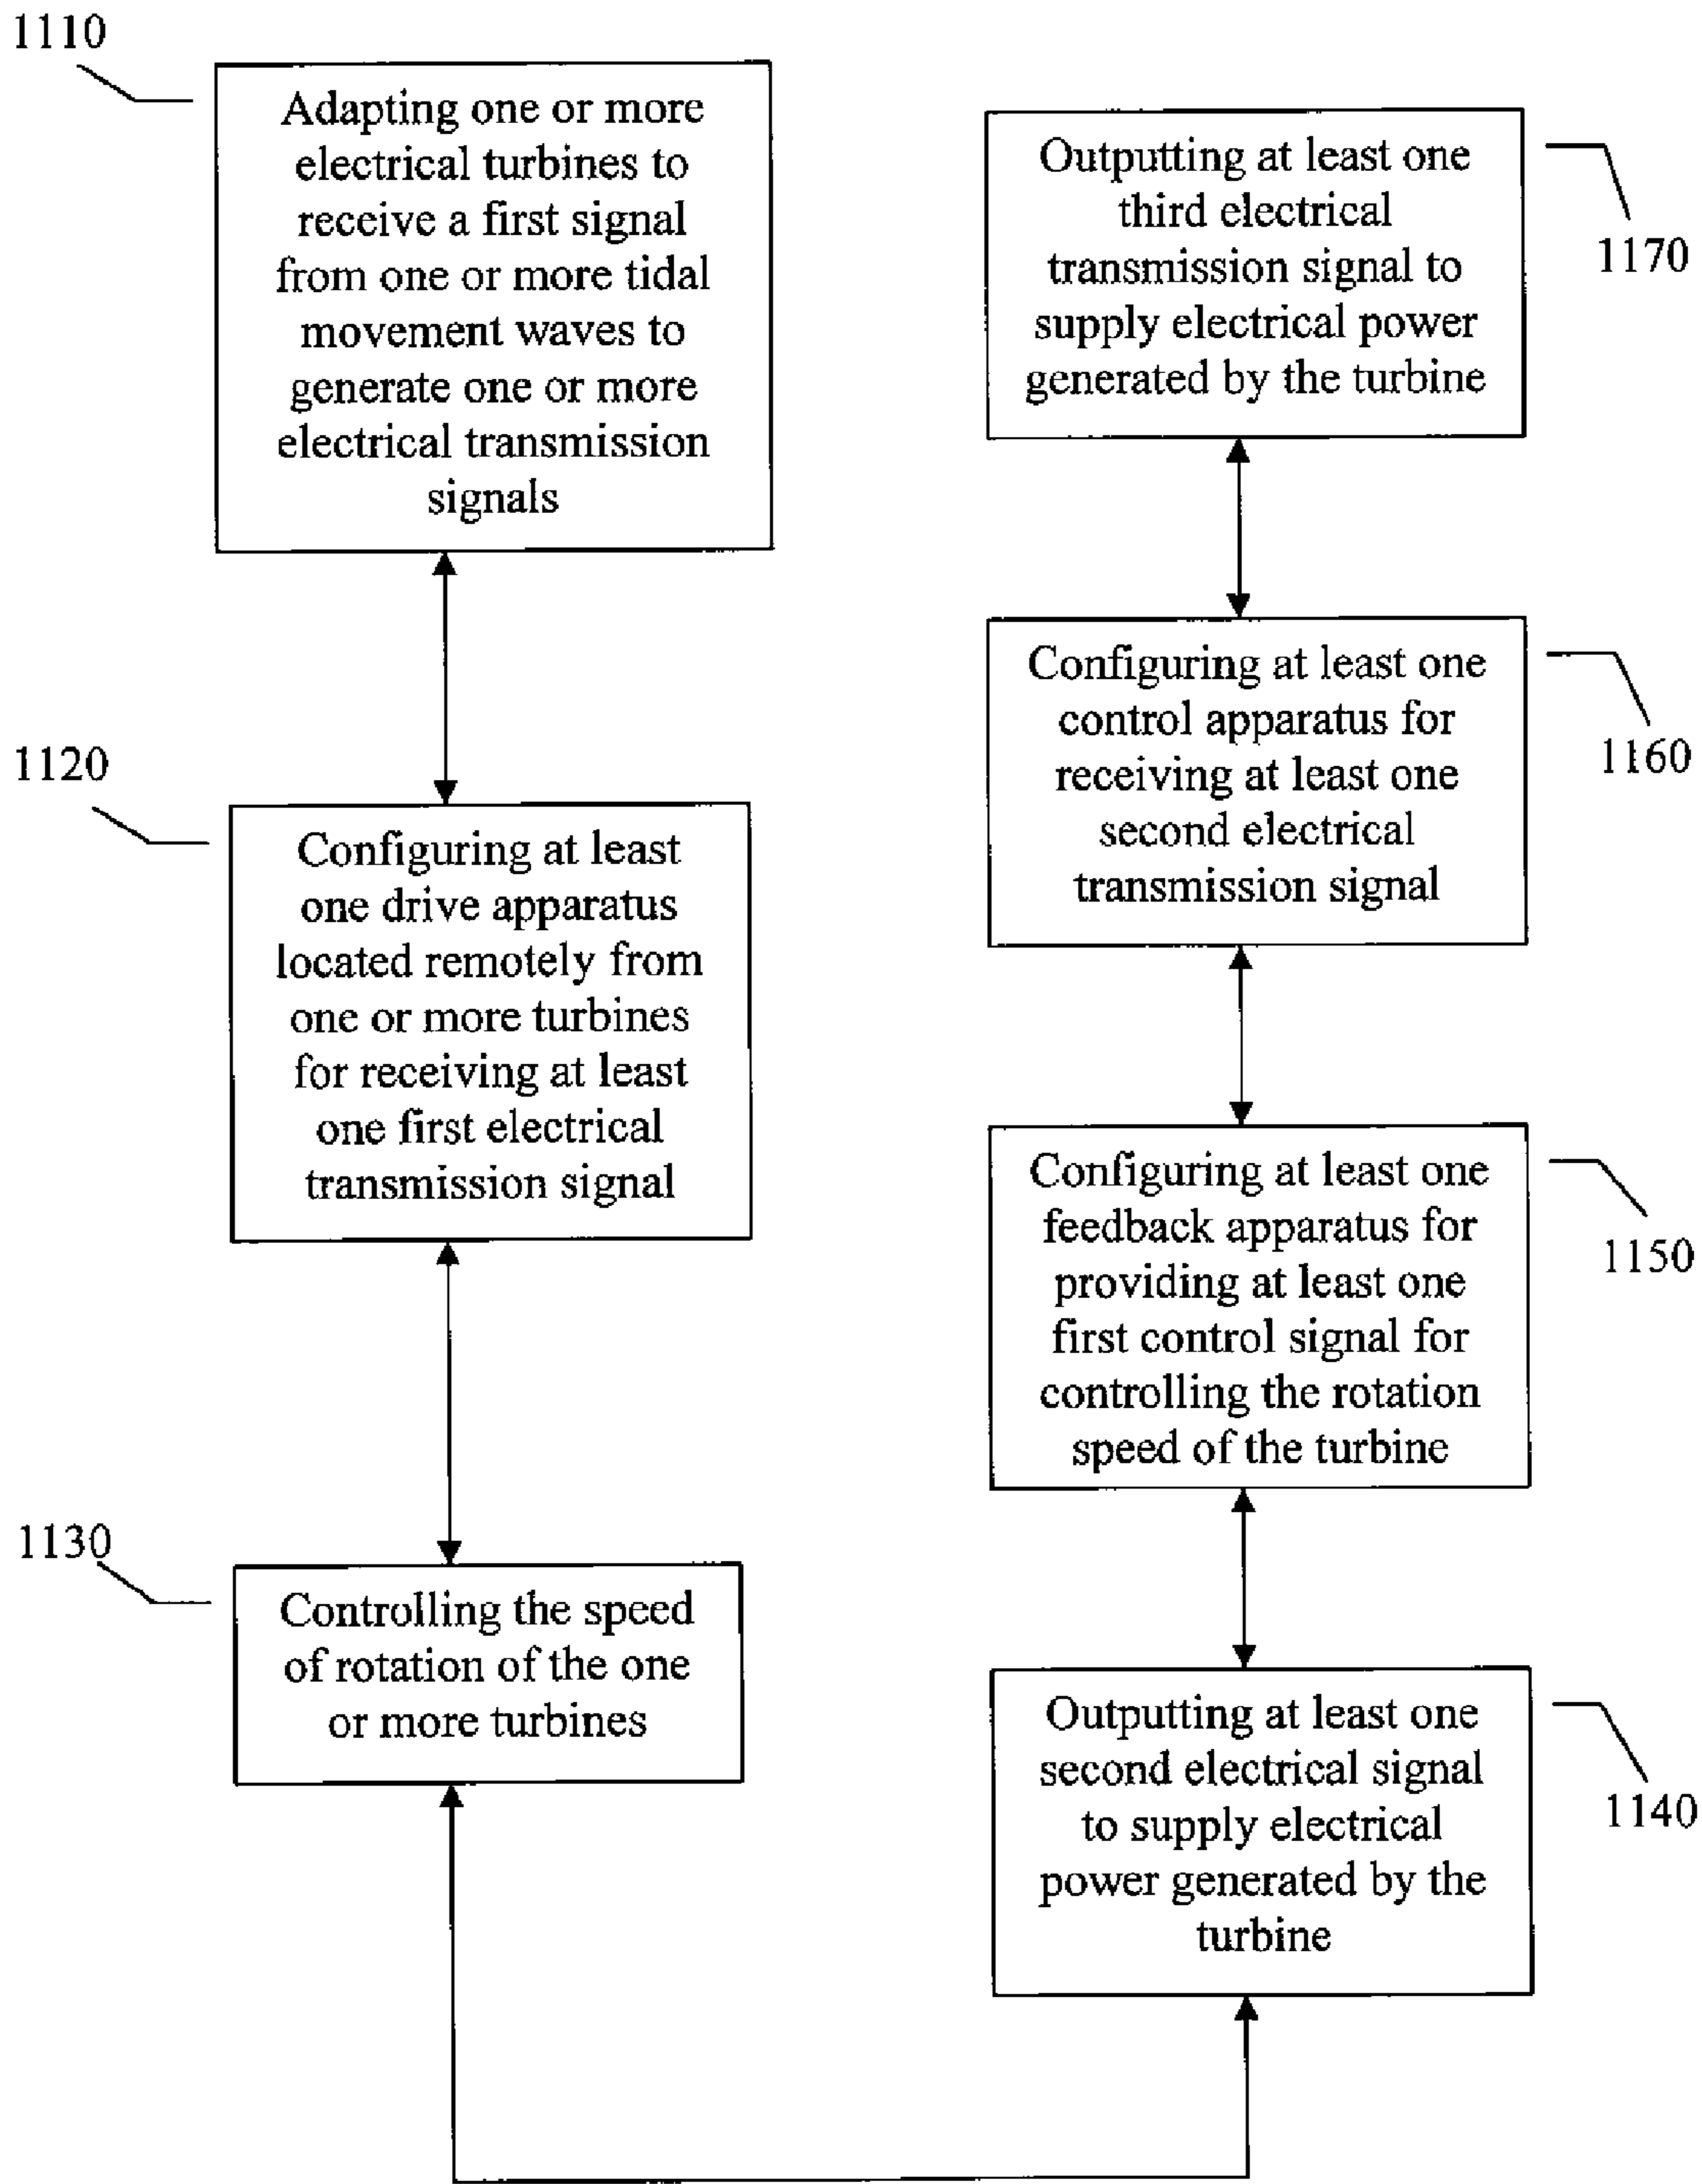 1110
Adapting one or more
electrical turbines to
receive a first signal
from one or more tidal
movement waves to
generate one or more
electrical transmission
signals
1120
Configuring at least
one drive apparatus
located remotely from
one or more turbines
for receiving at least
one first electrical
transmission signal
1130
Controlling the speed
of rotation of the one
or more turbines
Outputting at least one
third electrical
transmission signal to
supply electrical power
generated by the turbine
1170
Configuring at least one
control apparatus for
receiving at least one
second electrical
transmission signal
1160
Configuring at least one
feedback apparatus for
providing at least one
first control signal for
controlling the rotation
speed of the turbine
1150
Outputting at least one
second electrical signal
to supply electrical
power generated by the
turbine
1140